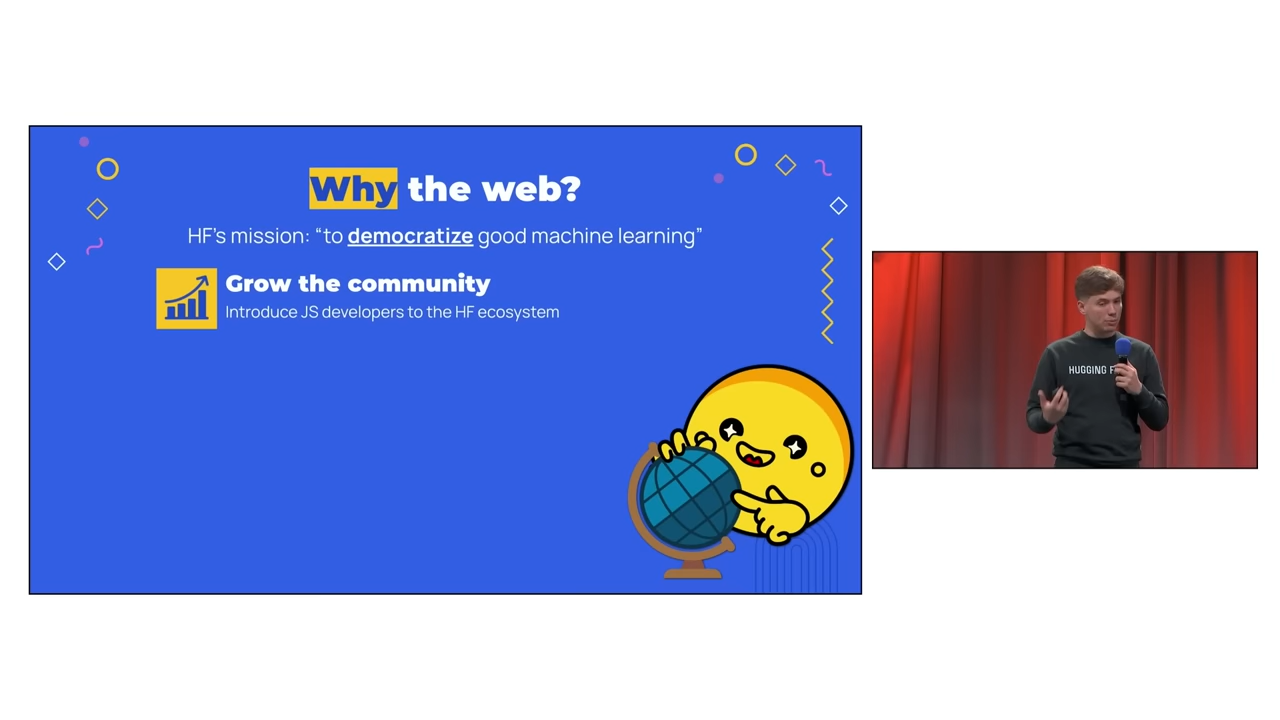 Why the web?
HF's mission: “to democratize good machine learning”
Grow the community
Introduce JS developers to the HF ecosystem
HUGGING F